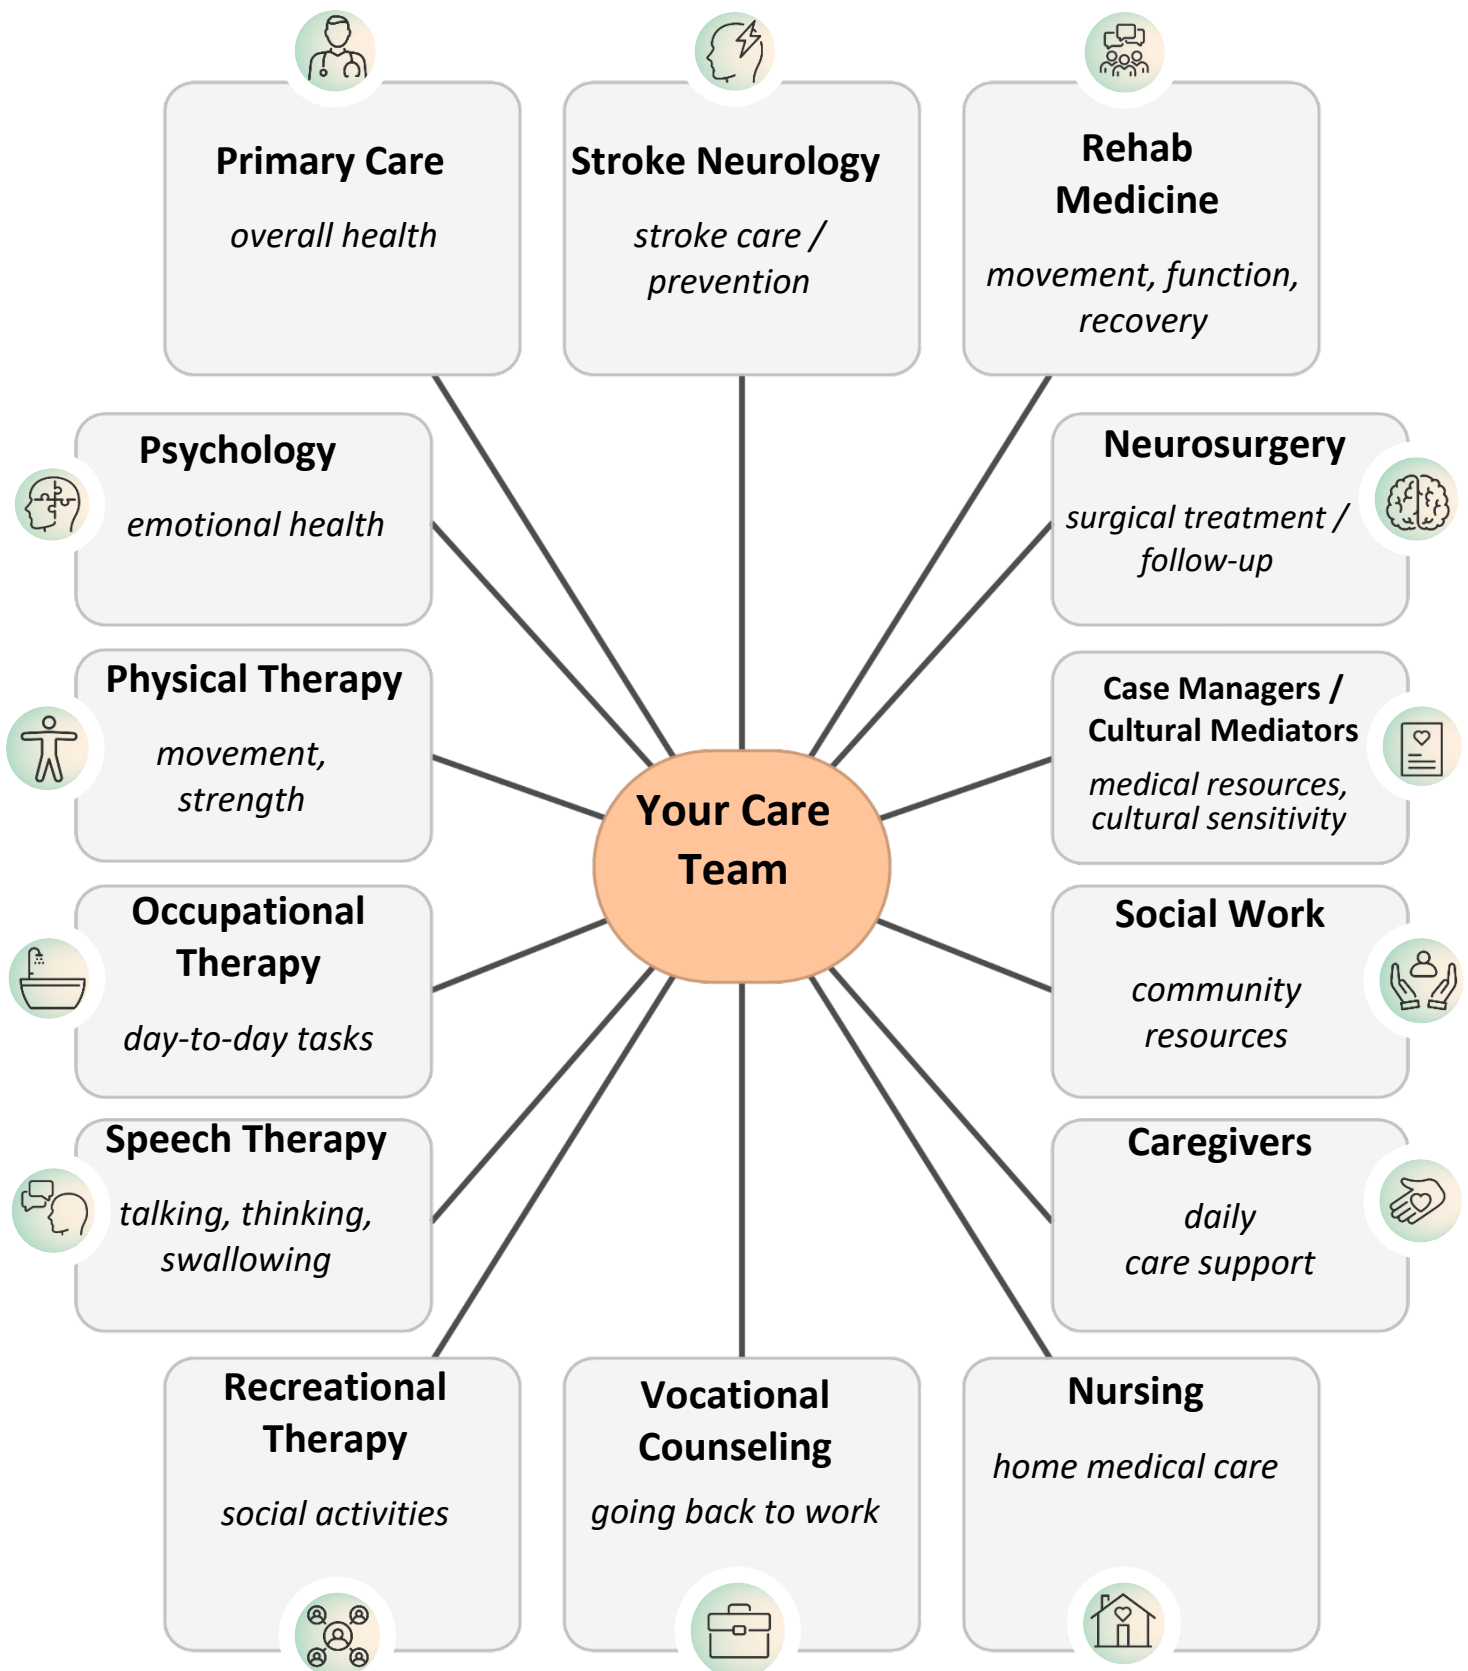 Primary Care
overall health
Stroke Neurology
stroke care /
prevention
Rehab
Medicine
movement, function,
recovery
Psychology
emotional health
Neurosurgery
surgical treatment /
follow-up
Physical Therapy
movement,
strength
Case Managers /
Cultural Mediators
medical resources,
cultural sensitivity
Your Care
Team
Occupational
Therapy
day-to-day tasks
Social Work
community
resources
Speech Therapy
talking, thinking,
swallowing
Caregivers
daily
care support
Recreational
Therapy
social activities
Vocational
Counseling
going back to work
Nursing
home medical care